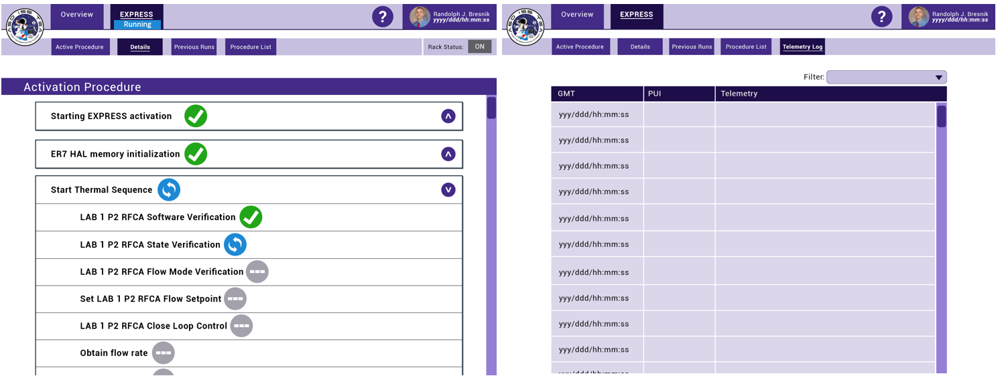 Overview
EXPRESS
Running
?
Randolph J. Bresnik
yyyy/ddd/hh:mm:ss
Active Procedure
Details
Previous Runs
Procedure List
Rack Status:
ON
Activation Procedure
Starting EXPRESS activation
ER7 HAL memory initialization
Start Thermal Sequence
LAB 1 P2 RFCA Software Verification
LAB 1 P2 RFCA State Verification
LAB 1 P2 RFCA Flow Mode Verification
Set LAB 1 P2 RFCA Flow Setpoint
LAB 1 P2 RFCA Close Loop Control
Obtain flow rate
Overview
EXPRESS
?
Randolph J. Bresnik
yyyy/ddd/hh:mm:ss
Active Procedure
Details
Previous Runs
Procedure List
Telemetry Log
Filter:
GMT
PUI
Telemetry
yyy/ddd/hh:mm:ss
yyy/ddd/hh:mm:ss
yyy/ddd/hh:mm:ss
yyy/ddd/hh:mm:ss
yyy/ddd/hh:mm:ss
yyy/ddd/hh:mm:ss
yyy/ddd/hh:mm:ss
yyy/ddd/hh:mm:ss
yyy/ddd/hh:mm:ss
yyy/ddd/hh:mm:ss